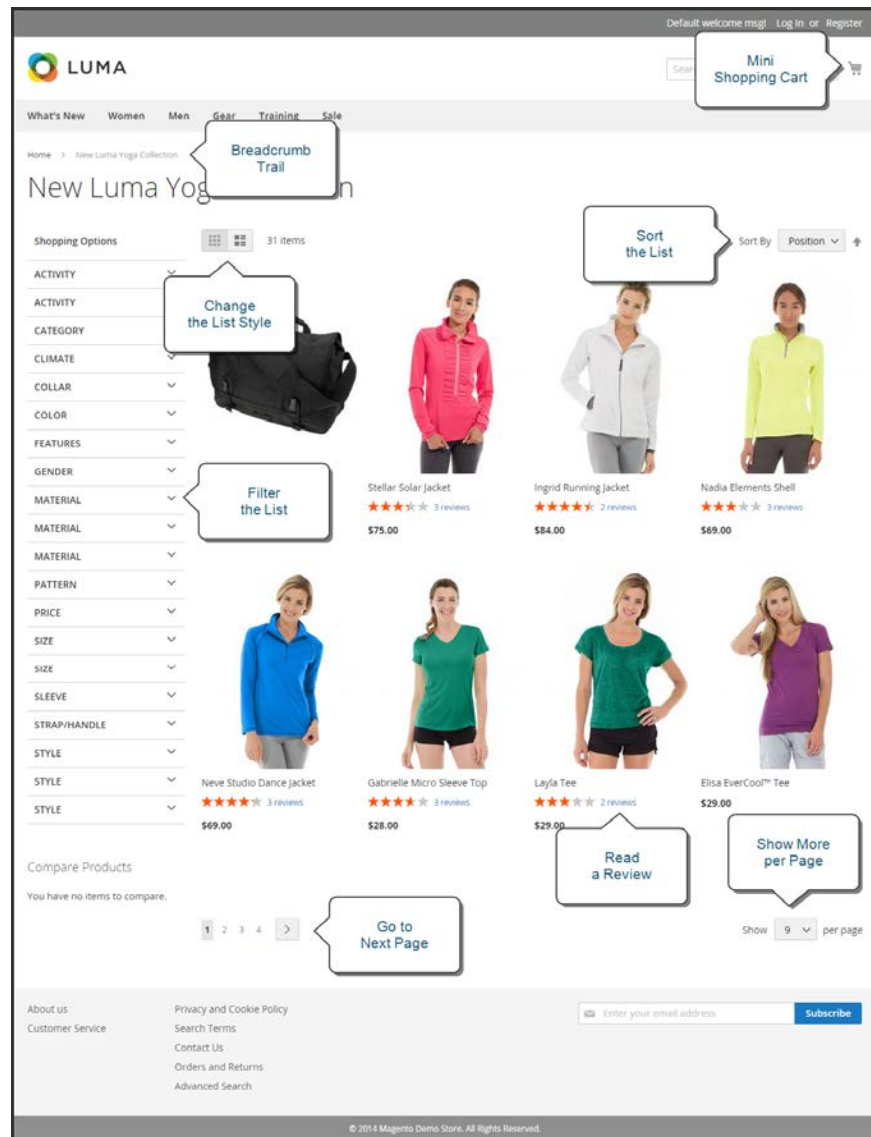 Default welcome msg! Log In or Register
LUMA
Sear
Mini
Shopping Cart
What's New Women Men Gear Training Sale
Home > New Luma Yoga Collection
Breadcrumb
Trail
New Luma Yog n
Shopping Options
31 items
Sort
the List
Sort By Position
ACTIVITY
ACTIVITY
CATEGORY
CLIMATE
COLLAR
COLOR
FEATURES
GENDER
MATERIAL
MATERIAL
MATERIAL
PATTERN
PRICE
SIZE
SIZE
SLEEVE
STRAP/HANDLE
STYLE
STYLE
STYLE
Change
the List Style
Filter
the List
Stellar Solar Jacket
3 reviews
$75.00
Ingrid Running Jacket
2 reviews
$84.00
Nadia Elements Shell
3 reviews
$69.00
Neve Studio Dance Jacket
3 reviews
$69.00
Gabrielle Micro Sleeve Top
3 reviews
$28.00
Layla Tee
2 reviews
$29.00
Elisa EverCool™ Tee
$29.00
Read
a Review
Show More
per Page
Compare Products
You have no items to compare.
1 2 3 4 >
Go to
Next Page
Show 9 per page
About us
Customer Service
Privacy and Cookie Policy
Search Terms
Contact Us
Orders and Returns
Advanced Search
Enter your email address
Subscribe
© 2014 Magento Demo Store. All Rights Reserved.